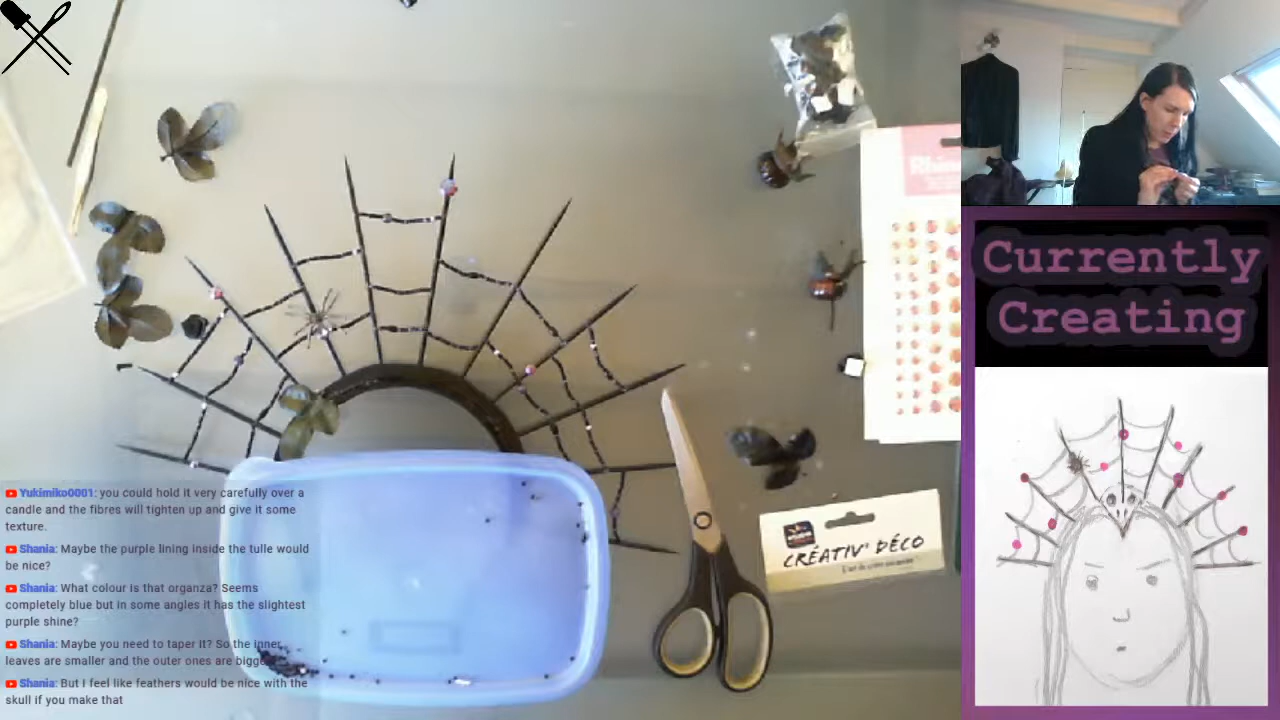 Currently
Creating
CRÉATIV' DÉCO
Yukimiko0001: you could hold it very carefully over a
candle and the fibres will tighten up and give it some
texture.
Shania: Maybe the purple lining inside the tulle would
be nice?
Shania: What colour is that organza? Seems
completely blue but in some angles it has the slightest
purple shine?
Shania: Maybe you need to taper it? So the inner
leaves are smaller and the outer ones are bigger
Shania: But I feel like feathers would be nice with the
skull if you make that